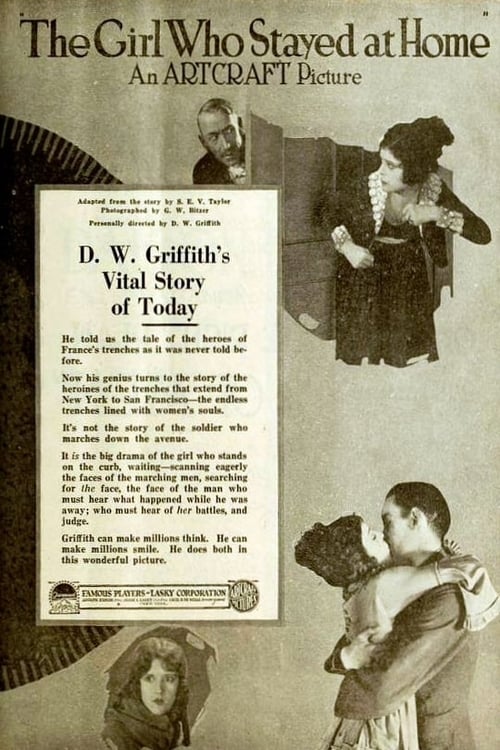 "The Girl Who Stayed at Home"
An ARTCRAFT Picture
Adapted from the story by S. E. V. Taylor
Photographed by G. W. Bitzer
Personally directed by D. W. Griffith
D. W. Griffith's
Vital Story
of Today
He told us the tale of the heroes of
France's trenches as it was never told be-
fore.
Now his genius turns to the story of the
heroines of the trenches that extend from
New York to San Francisco—the endless
trenches lined with women's souls.
It's not the story of the soldier who
marches down the avenue.
It is the big drama of the girl who stands
on the curb, waiting—scanning eagerly
the faces of the marching men, searching
for the face, the face of the man who
must hear what happened while he was
away; who must hear of her battles, and
judge.
Griffith can make millions think. He can
make millions smile. He does both in
this wonderful picture.
FAMOUS PLAYERS-LASKY CORPORATION
ARTCRAFT
PICTURES